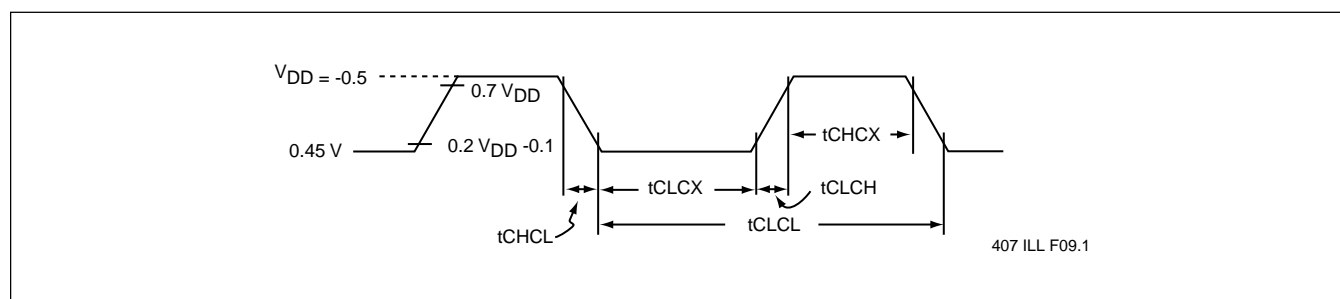 VDD = -0.5
0.7 VDD
0.45 V
0.2 VDD -0.1
tCHCX
tCLCX
tCLCH
tCHCL
tCLCL
407 ILL F09.1